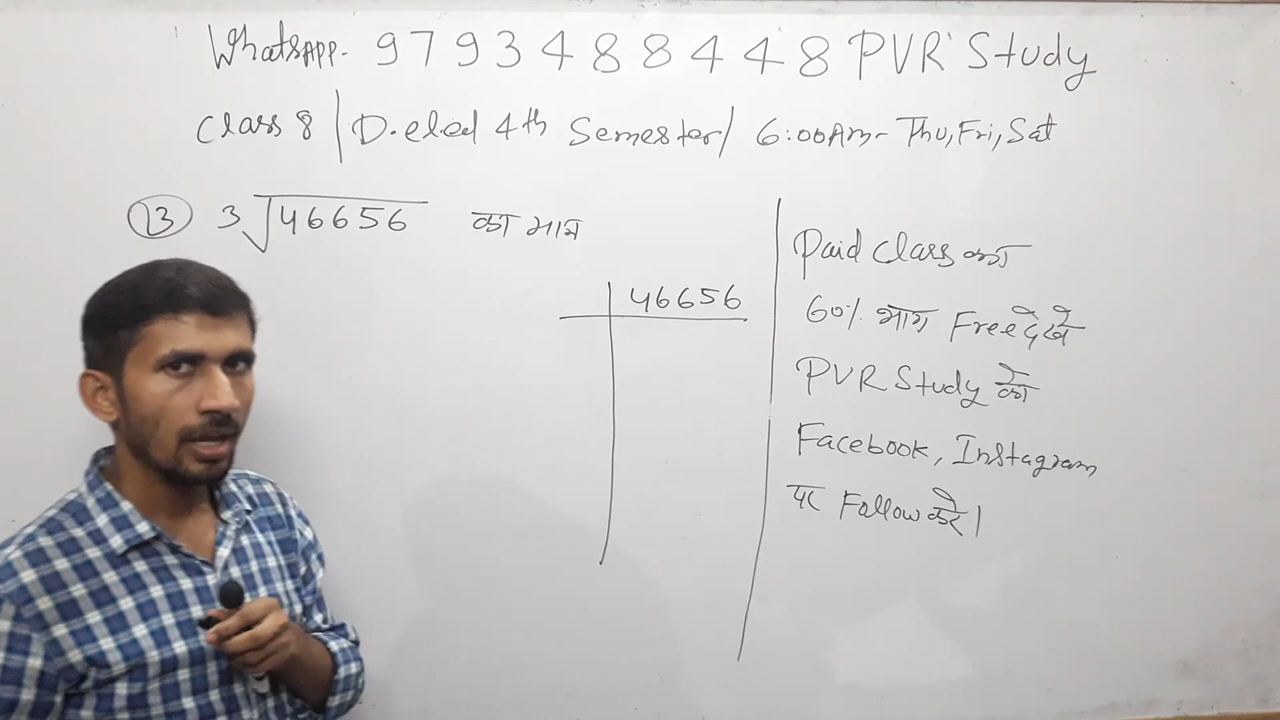 WhatsAPP- 9793488448 PVR Study
Class 8 | D.eled 4th Semester/ 6:00Am- Thu, Fri, Sat
13 3√46656 का मान
46656
Paid Class का
60% भाग Free देखें
PVR Study को
Facebook, Instagram
पर Follow करें।